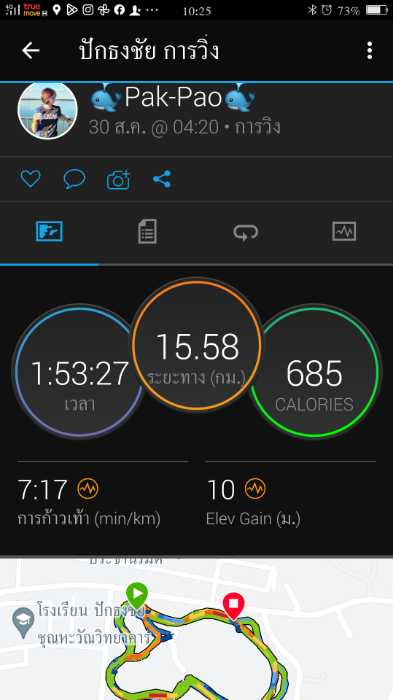 4G true move H 10:25 73%
ปักธงชัย การวิ่ง
Pak-Pao
30 ส.ค. @ 04:20 • การวิ่ง
1:53:27
เวลา
15.58
ระยะทาง (กม.)
685
CALORIES
7:17
การก้าวเท้า (min/km)
10
Elev Gain (ม.)
โรงเรียน ปักธงชัย
ชุณหะวัณวิทยาคาร